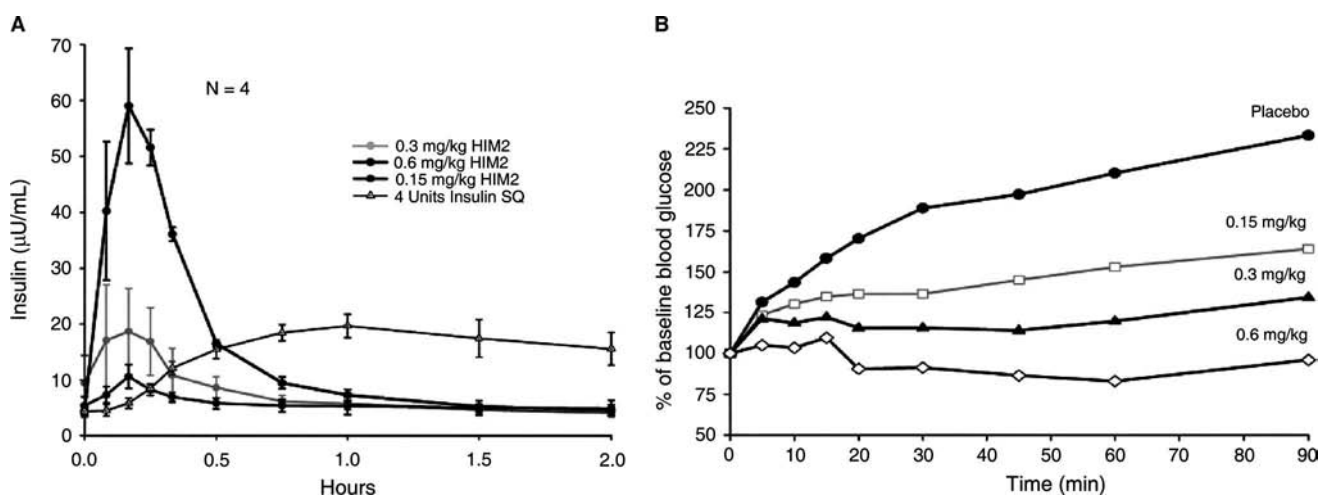 A
70
60
50
40
30
20
10
0
Insulin (µU/mL)
N = 4
0.3 mg/kg HIM2
0.6 mg/kg HIM2
0.15 mg/kg HIM2
4 Units Insulin SQ
0.0 0.5 1.0 1.5 2.0
Hours
B
250
225
200
175
150
125
100
75
50
% of baseline blood glucose
Placebo
0.15 mg/kg
0.3 mg/kg
0.6 mg/kg
0 10 20 30 40 50 60 70 80 90
Time (min)